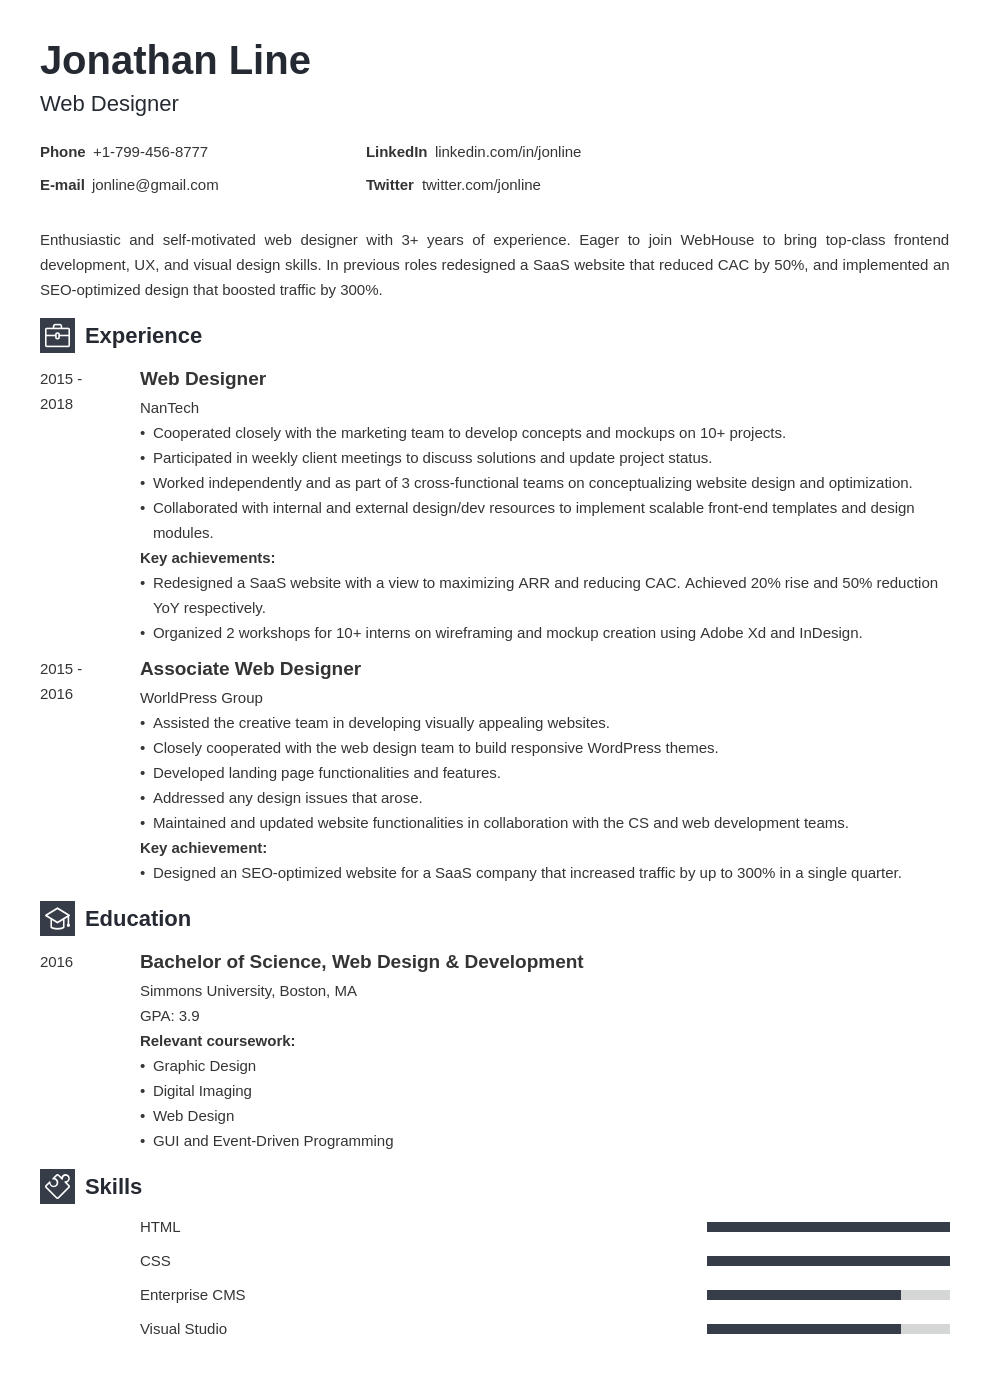 Jonathan Line
Web Designer
Phone +1-799-456-8777 LinkedIn linkedin.com/in/jonline
E-mail jonline@gmail.com Twitter twitter.com/jonline
Enthusiastic and self-motivated web designer with 3+ years of experience. Eager to join WebHouse to bring top-class frontend
development, UX, and visual design skills. In previous roles redesigned a SaaS website that reduced CAC by 50%, and implemented an
SEO-optimized design that boosted traffic by 300%.
Experience
2015 - Web Designer
2018
NanTech
• Cooperated closely with the marketing team to develop concepts and mockups on 10+ projects.
• Participated in weekly client meetings to discuss solutions and update project status.
• Worked independently and as part of 3 cross-functional teams on conceptualizing website design and optimization.
• Collaborated with internal and external design/dev resources to implement scalable front-end templates and design
modules.
Key achievements:
• Redesigned a SaaS website with a view to maximizing ARR and reducing CAC. Achieved 20% rise and 50% reduction
YoY respectively.
• Organized 2 workshops for 10+ interns on wireframing and mockup creation using Adobe Xd and InDesign.
2015 - Associate Web Designer
2016
WorldPress Group
• Assisted the creative team in developing visually appealing websites.
• Closely cooperated with the web design team to build responsive WordPress themes.
• Developed landing page functionalities and features.
• Addressed any design issues that arose.
• Maintained and updated website functionalities in collaboration with the CS and web development teams.
Key achievement:
• Designed an SEO-optimized website for a SaaS company that increased traffic by up to 300% in a single quarter.
Education
2016 Bachelor of Science, Web Design & Development
Simmons University, Boston, MA
GPA: 3.9
Relevant coursework:
• Graphic Design
• Digital Imaging
• Web Design
• GUI and Event-Driven Programming
Skills
HTML
CSS
Enterprise CMS
Visual Studio